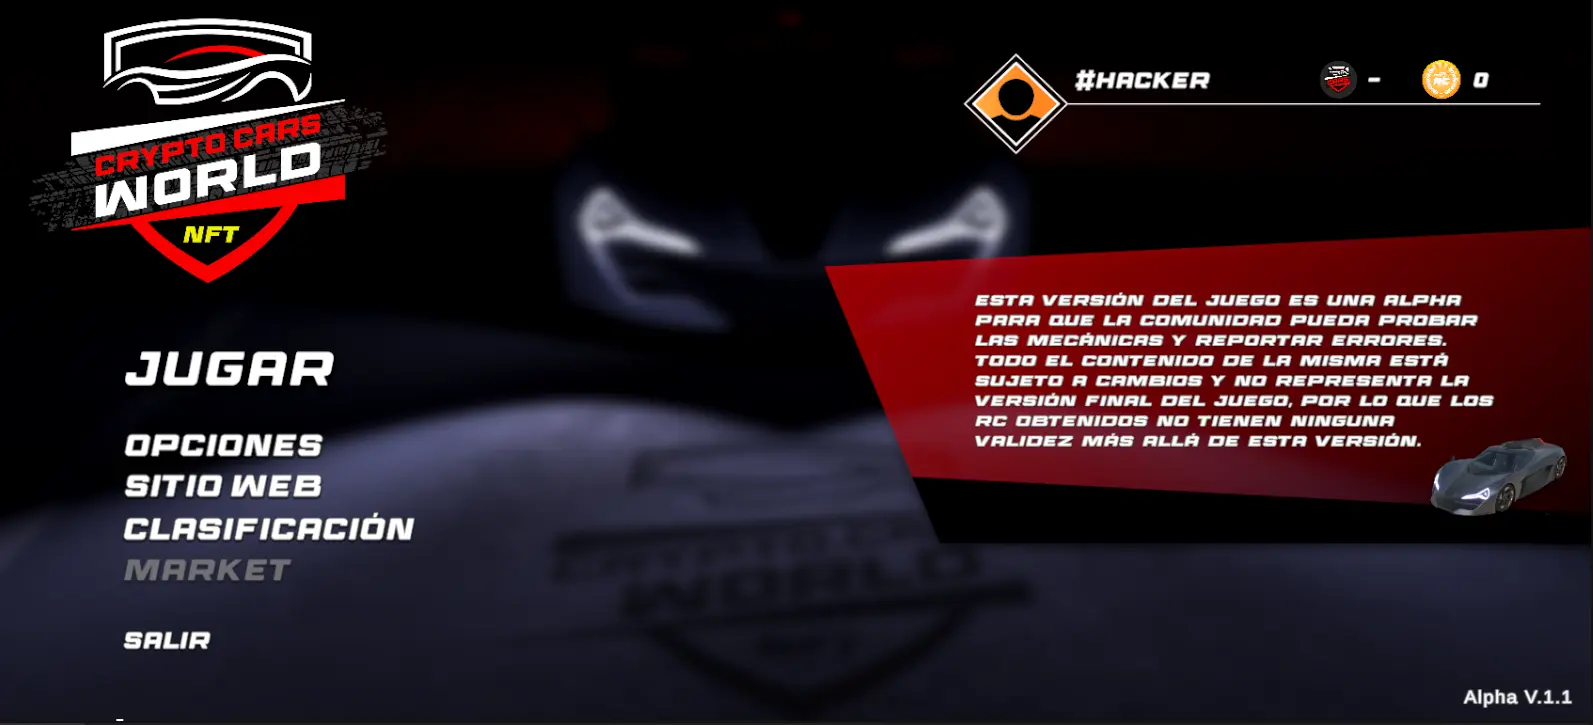 CRYPTO CARS
WORLD
NFT
#HACKER
-
RC
0
JUGAR
OPCIONES
SITIO WEB
CLASIFICACIÓN
MARKET
SALIR
ESTA VERSIÓN DEL JUEGO ES UNA ALPHA
PARA QUE LA COMUNIDAD PUEDA PROBAR
LAS MECÁNICAS Y REPORTAR ERRORES.
TODO EL CONTENIDO DE LA MISMA ESTÁ
SUJETO A CAMBIOS Y NO REPRESENTA LA
VERSIÓN FINAL DEL JUEGO, POR LO QUE LOS
RC OBTENIDOS NO TIENEN NINGUNA
VALIDEZ MÁS ALLÁ DE ESTA VERSIÓN.
WORLD
Alpha V.1.1